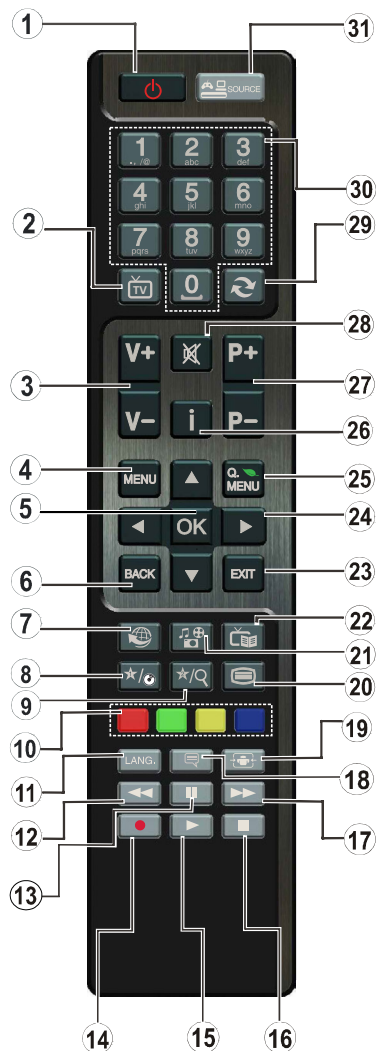 1
31
SOURCE
1 2 3
. , /@ abc def
30
4 5 6
ghi jkl mno
2
7 8 9
pqrs tuv wxyz
29
TV 0
28
V+ P+
3
27
V- i P-
26
4
MENU Q. MENU
25
5
OK
24
6
BACK EXIT
23
7
22
21
8
/
/
20
9
10
19
11
LANG.
18
12
17
13
14
15
16